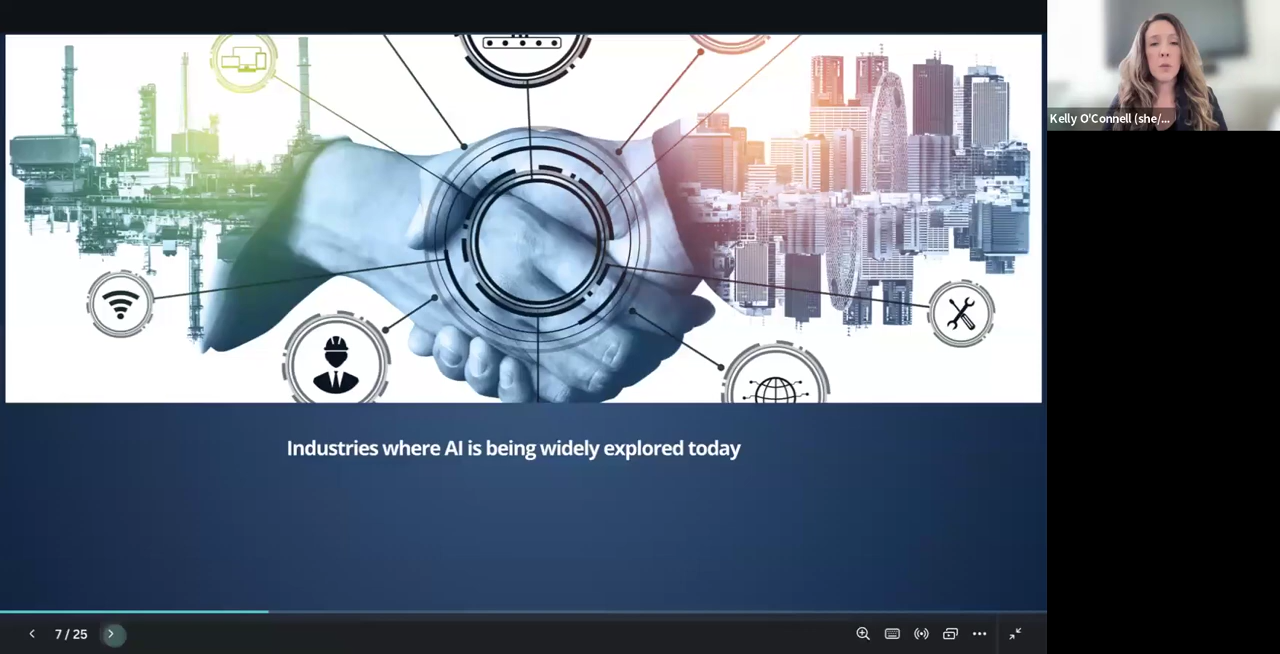 Kelly O'Connell (she/...
Industries where AI is being widely explored today
7 / 25